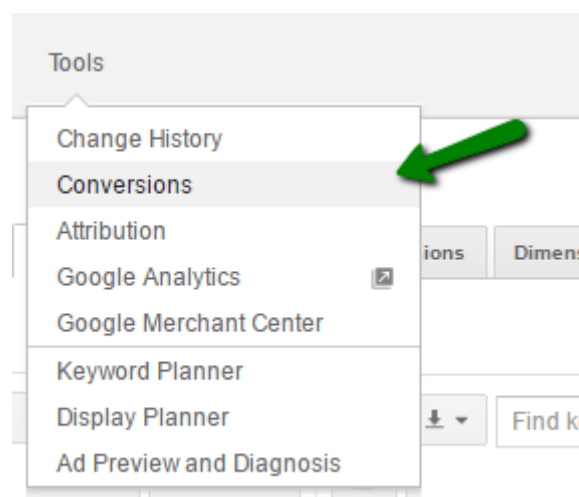 Tools
Change History
Conversions
Attribution
ions Dimens
Google Analytics
Google Merchant Center
Keyword Planner
Display Planner
Find k
Ad Preview and Diagnosis